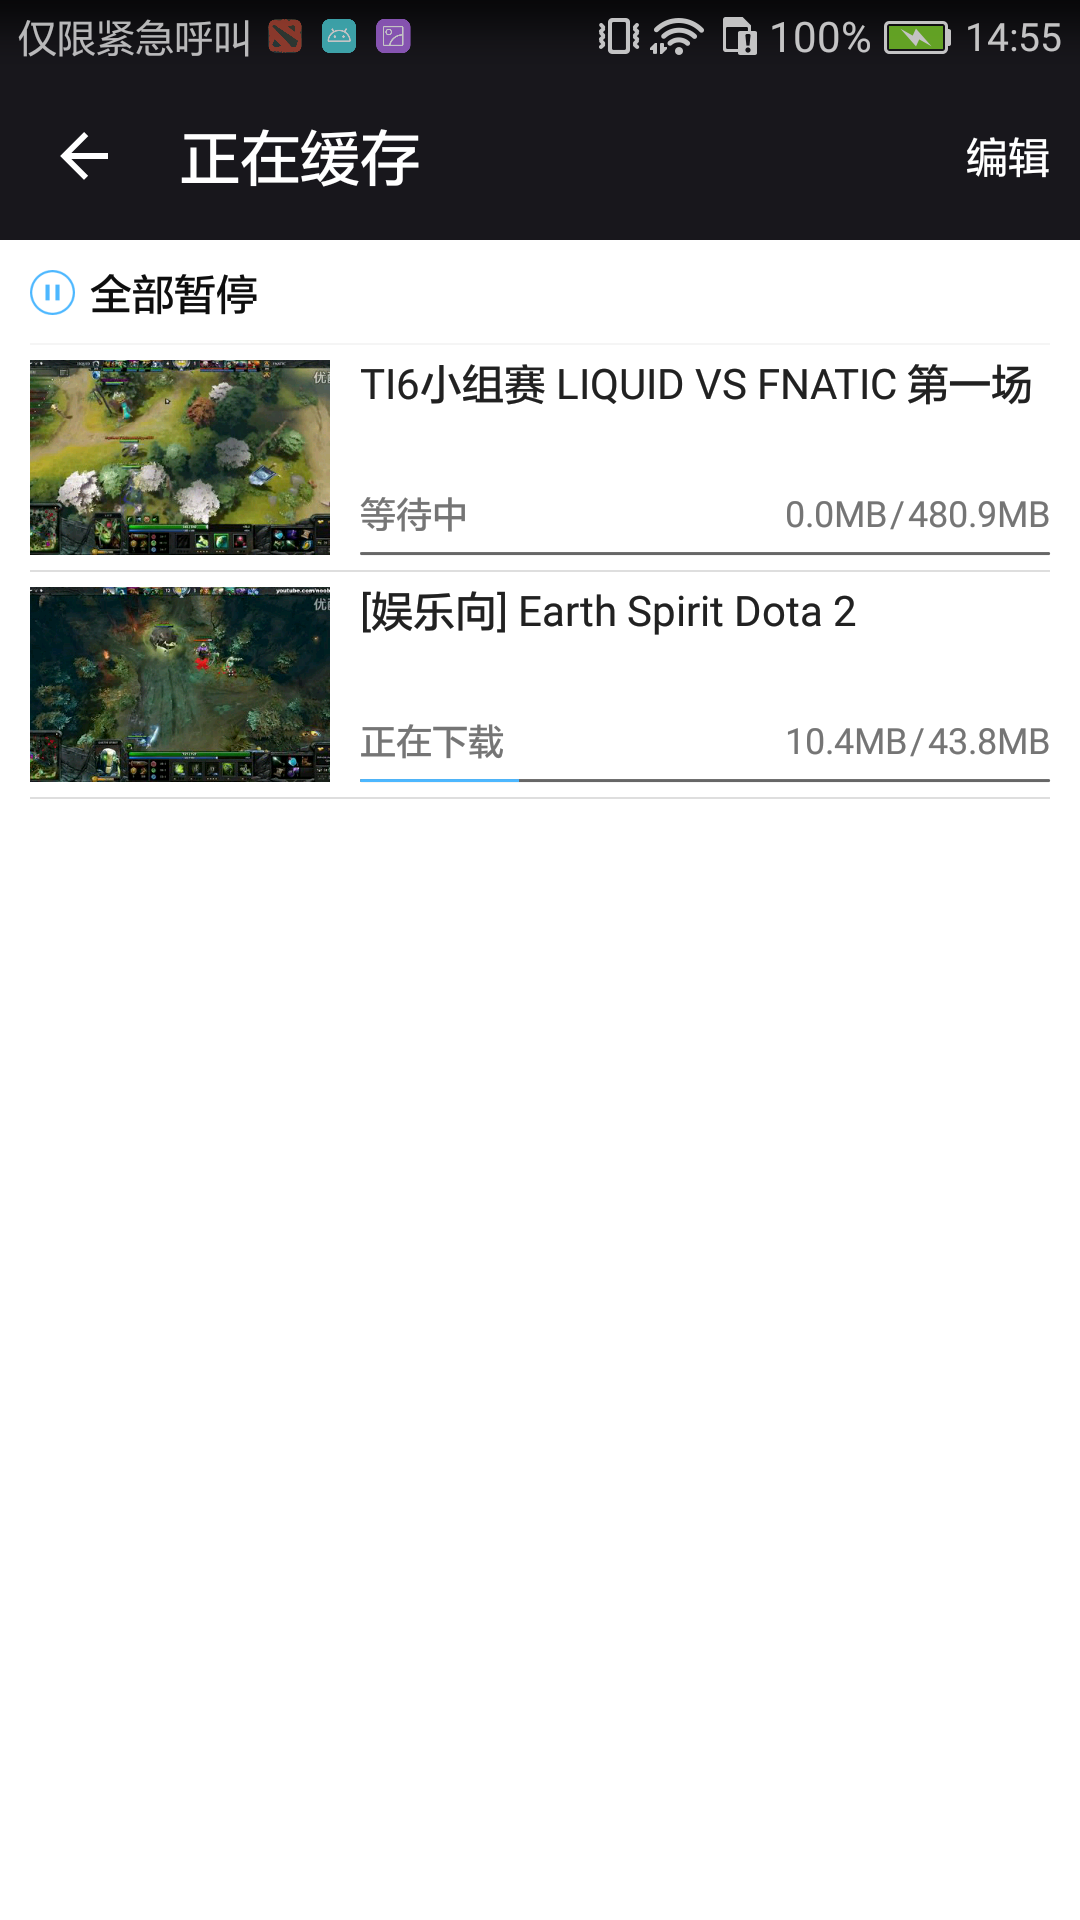 仅限紧急呼叫 100% 14:55
正在缓存 编辑
全部暂停
TI6小组赛 LIQUID VS FNATIC 第一场
等待中 0.0MB/480.9MB
[娱乐向] Earth Spirit Dota 2
正在下载 10.4MB/43.8MB